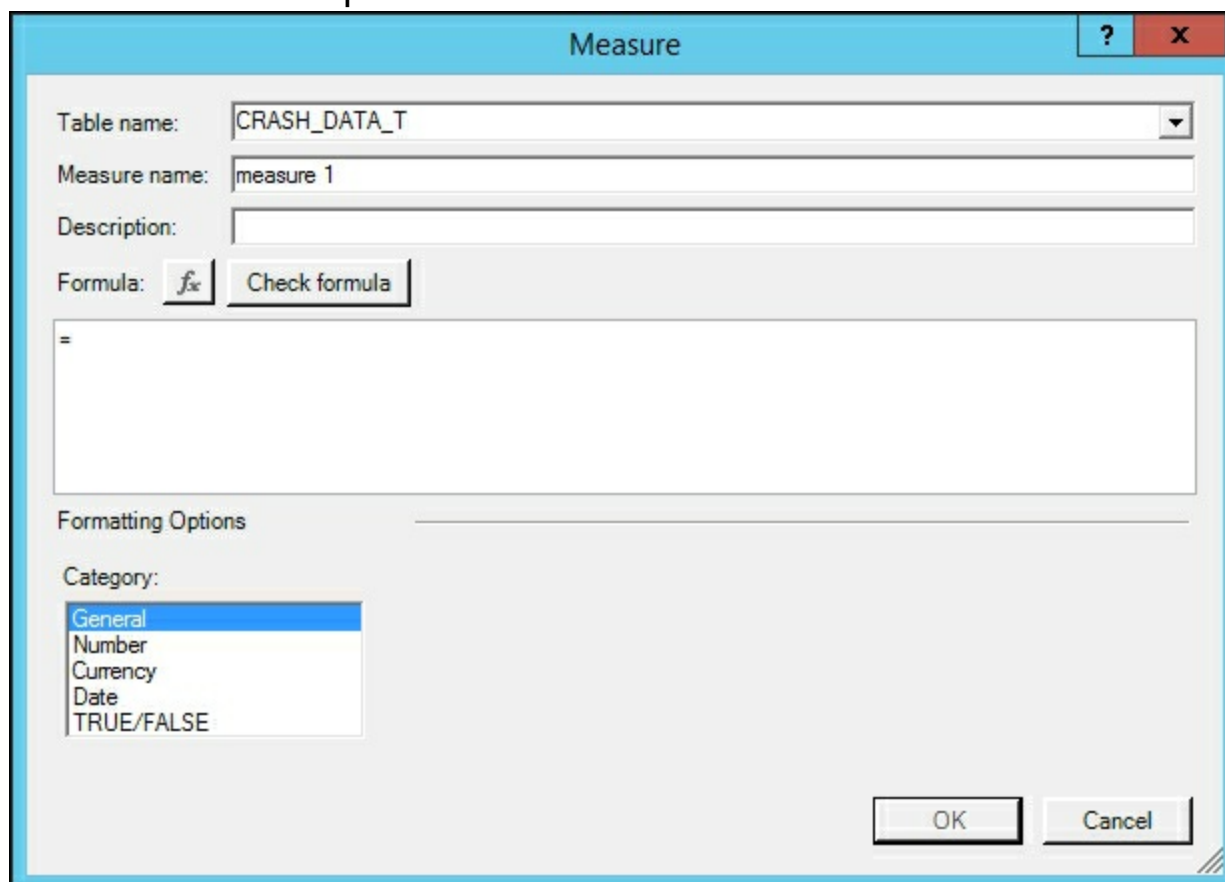 Measure
?
x
Table name:
CRASH_DATA_T
Measure name:
measure 1
Description:
Formula:
fx
Check formula
=
Formatting Options
Category:
General
Number
Currency
Date
TRUE/FALSE
OK
Cancel